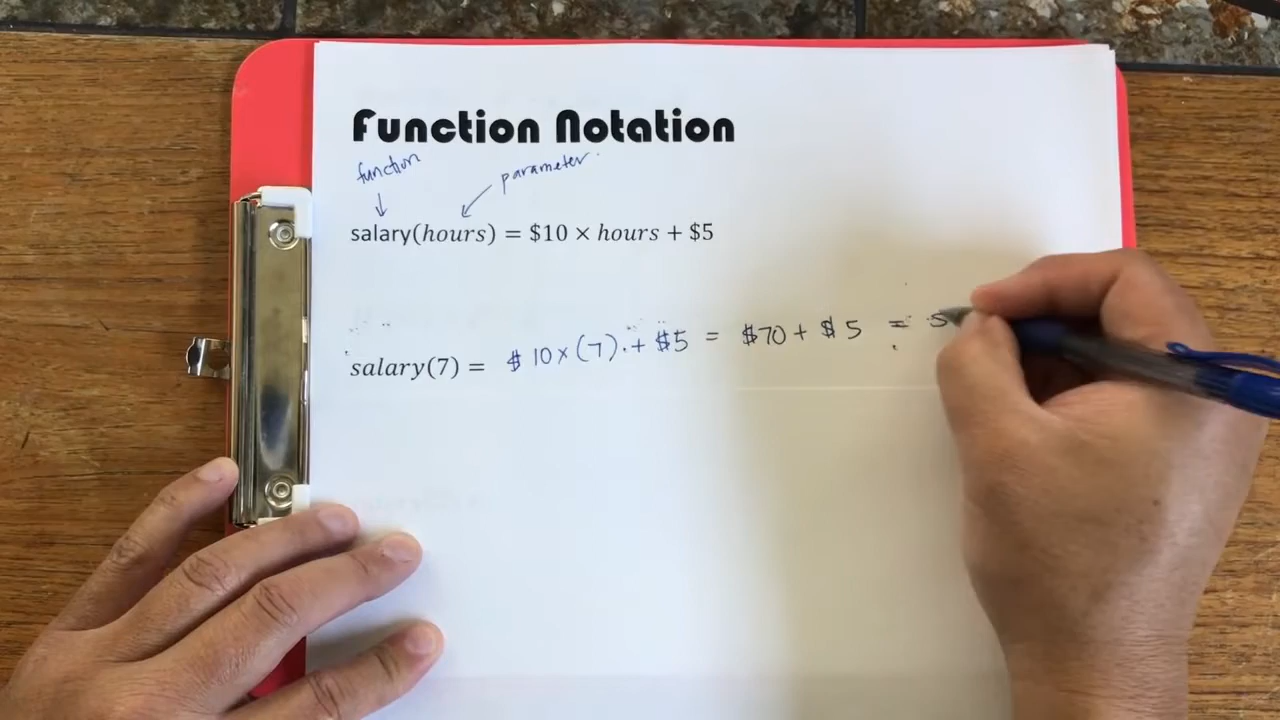 Function Notation
function
parameter
salary(hours) = $10 × hours + $5
salary(7) = $10×(7) + $5 = $70 + $5 =